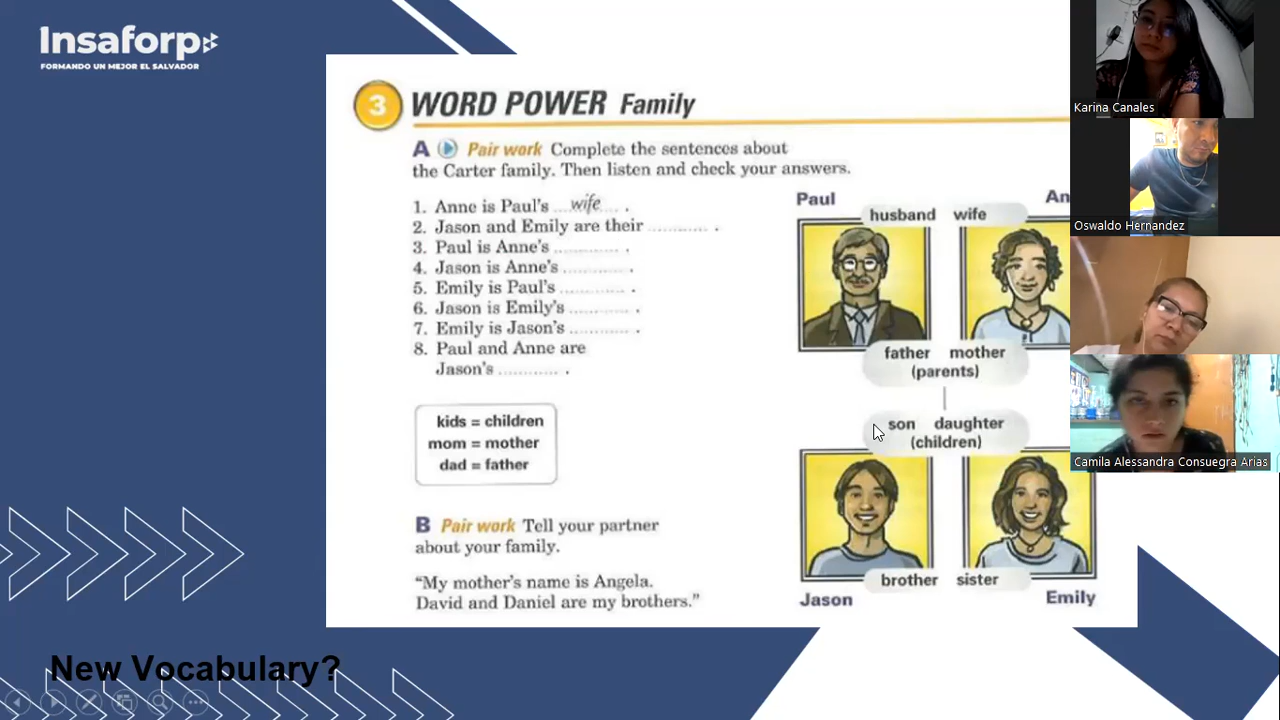 Insaforp
FORMANDO UN MEJOR EL SALVADOR
3 WORD POWER Family
A Pair work Complete the sentences about
the Carter family. Then listen and check your answers.
1. Anne is Paul's wife .
2. Jason and Emily are their ............ .
3. Paul is Anne's ............ .
4. Jason is Anne's ............ .
5. Emily is Paul's ............ .
6. Jason is Emily's ............ .
7. Emily is Jason's ............ .
8. Paul and Anne are
Jason's ............ .
kids = children
mom = mother
dad = father
B Pair work Tell your partner
about your family.
“My mother's name is Angela.
David and Daniel are my brothers.”
Paul
An
husband wife
father mother
(parents)
son daughter
(children)
brother sister
Jason
Emily
New Vocabulary?
Karina Canales
Oswaldo Hernandez
Camila Alessandra Consuegra Arias